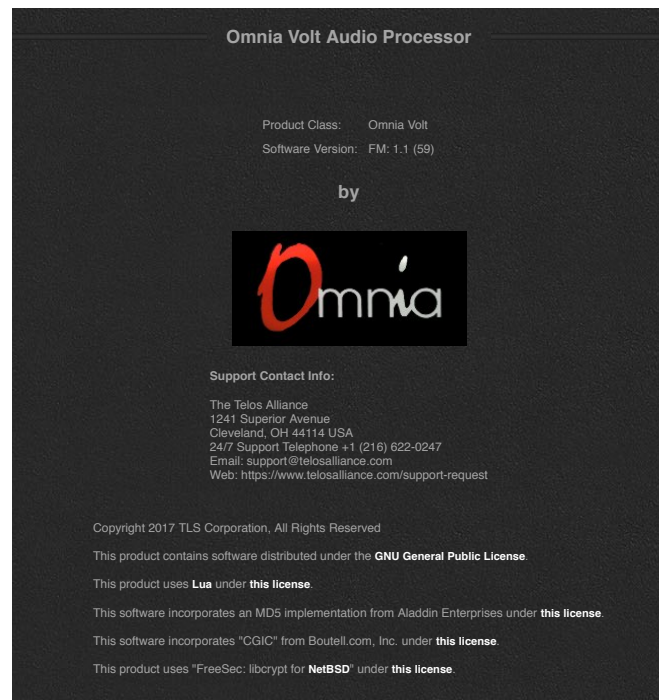 Omnia Volt Audio Processor
Product Class: Omnia Volt
Software Version: FM: 1.1 (59)
by
Omnia
Support Contact Info:
The Telos Alliance
1241 Superior Avenue
Cleveland, OH 44114 USA
24/7 Support Telephone +1 (216) 622-0247
Email: support@telosalliance.com
Web: https://www.telosalliance.com/support-request
Copyright 2017 TLS Corporation, All Rights Reserved
This product contains software distributed under the GNU General Public License.
This product uses Lua under this license.
This software incorporates an MD5 implementation from Aladdin Enterprises under this license.
This software incorporates "CGIC" from Boutell.com, Inc. under this license.
This product uses "FreeSec: libcrypt for NetBSD" under this license.